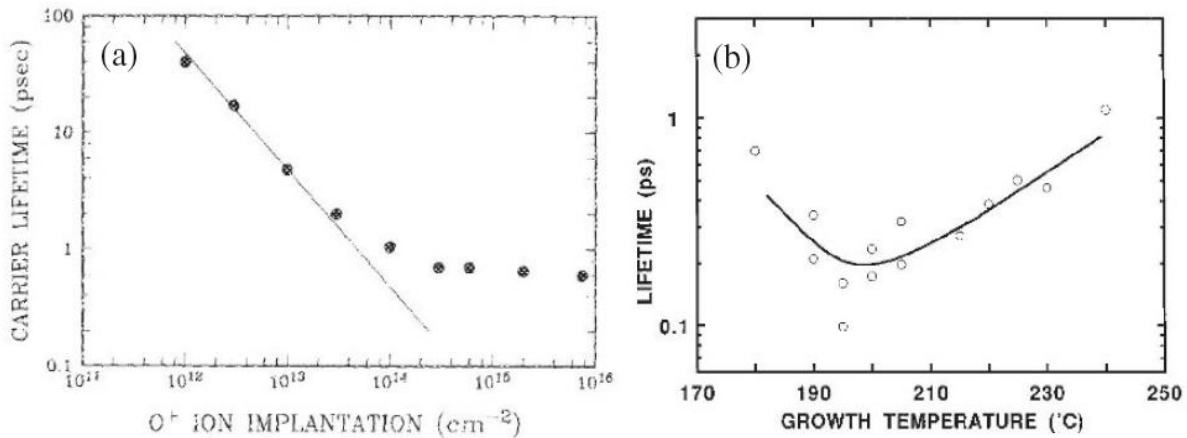 (a)
CARRIER LIFETIME (psec)
100
10
1
0.1
10¹¹ 10¹² 10¹³ 10¹⁴ 10¹⁵ 10¹⁶
O⁺ ION IMPLANTATION (cm⁻²)
(b)
LIFETIME (ps)
1
0.1
170 190 210 230 250
GROWTH TEMPERATURE (°C)